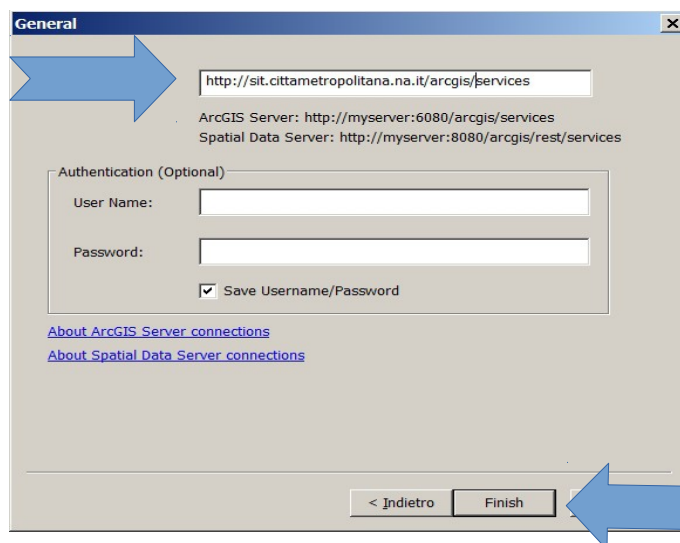 General
http://sit.cittametropolitana.na.it/arcgis/services
ArcGIS Server: http://myserver:6080/arcgis/services
Spatial Data Server: http://myserver:8080/arcgis/rest/services
Authentication (Optional)
User Name:
Password:
Save Username/Password
About ArcGIS Server connections
About Spatial Data Server connections
< Indietro Finish